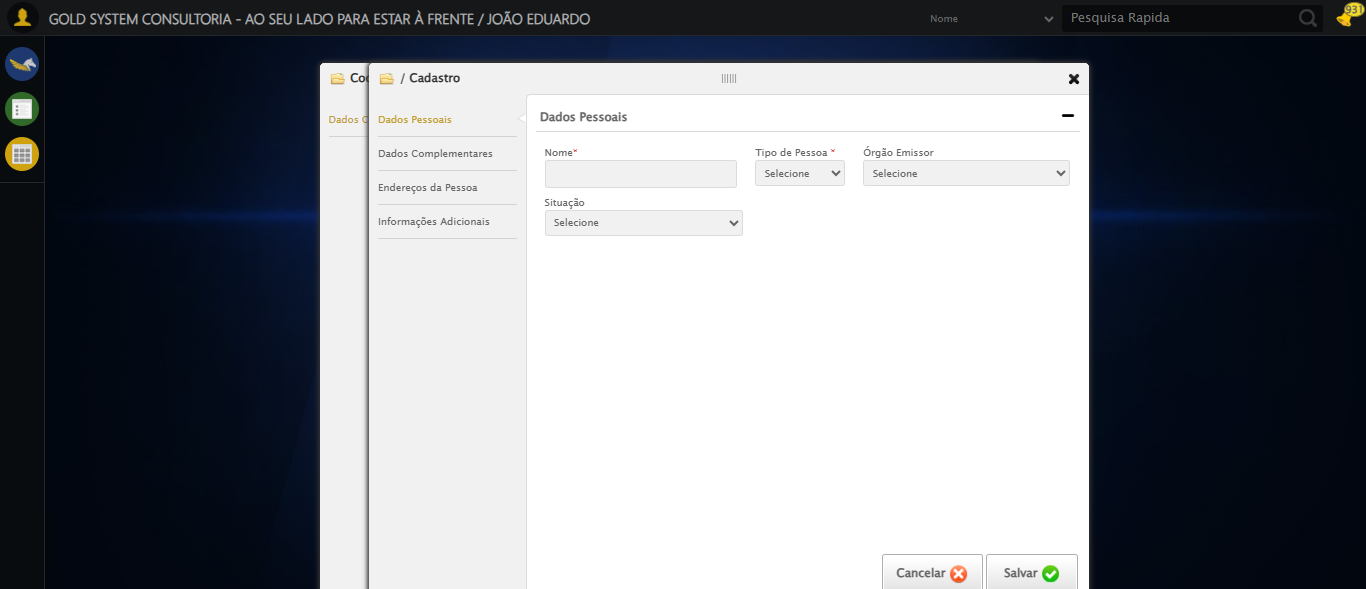 GOLD SYSTEM CONSULTORIA - AO SEU LADO PARA ESTAR À FRENTE / JOÃO EDUARDO
Nome
Pesquisa Rapida
931
/ Cadastro
Dados Pessoais
Dados Complementares
Endereços da Pessoa
Informações Adicionais
Dados Pessoais
Nome*
Tipo de Pessoa *
Órgão Emissor
Selecione
Selecione
Situação
Selecione
Cancelar
Salvar